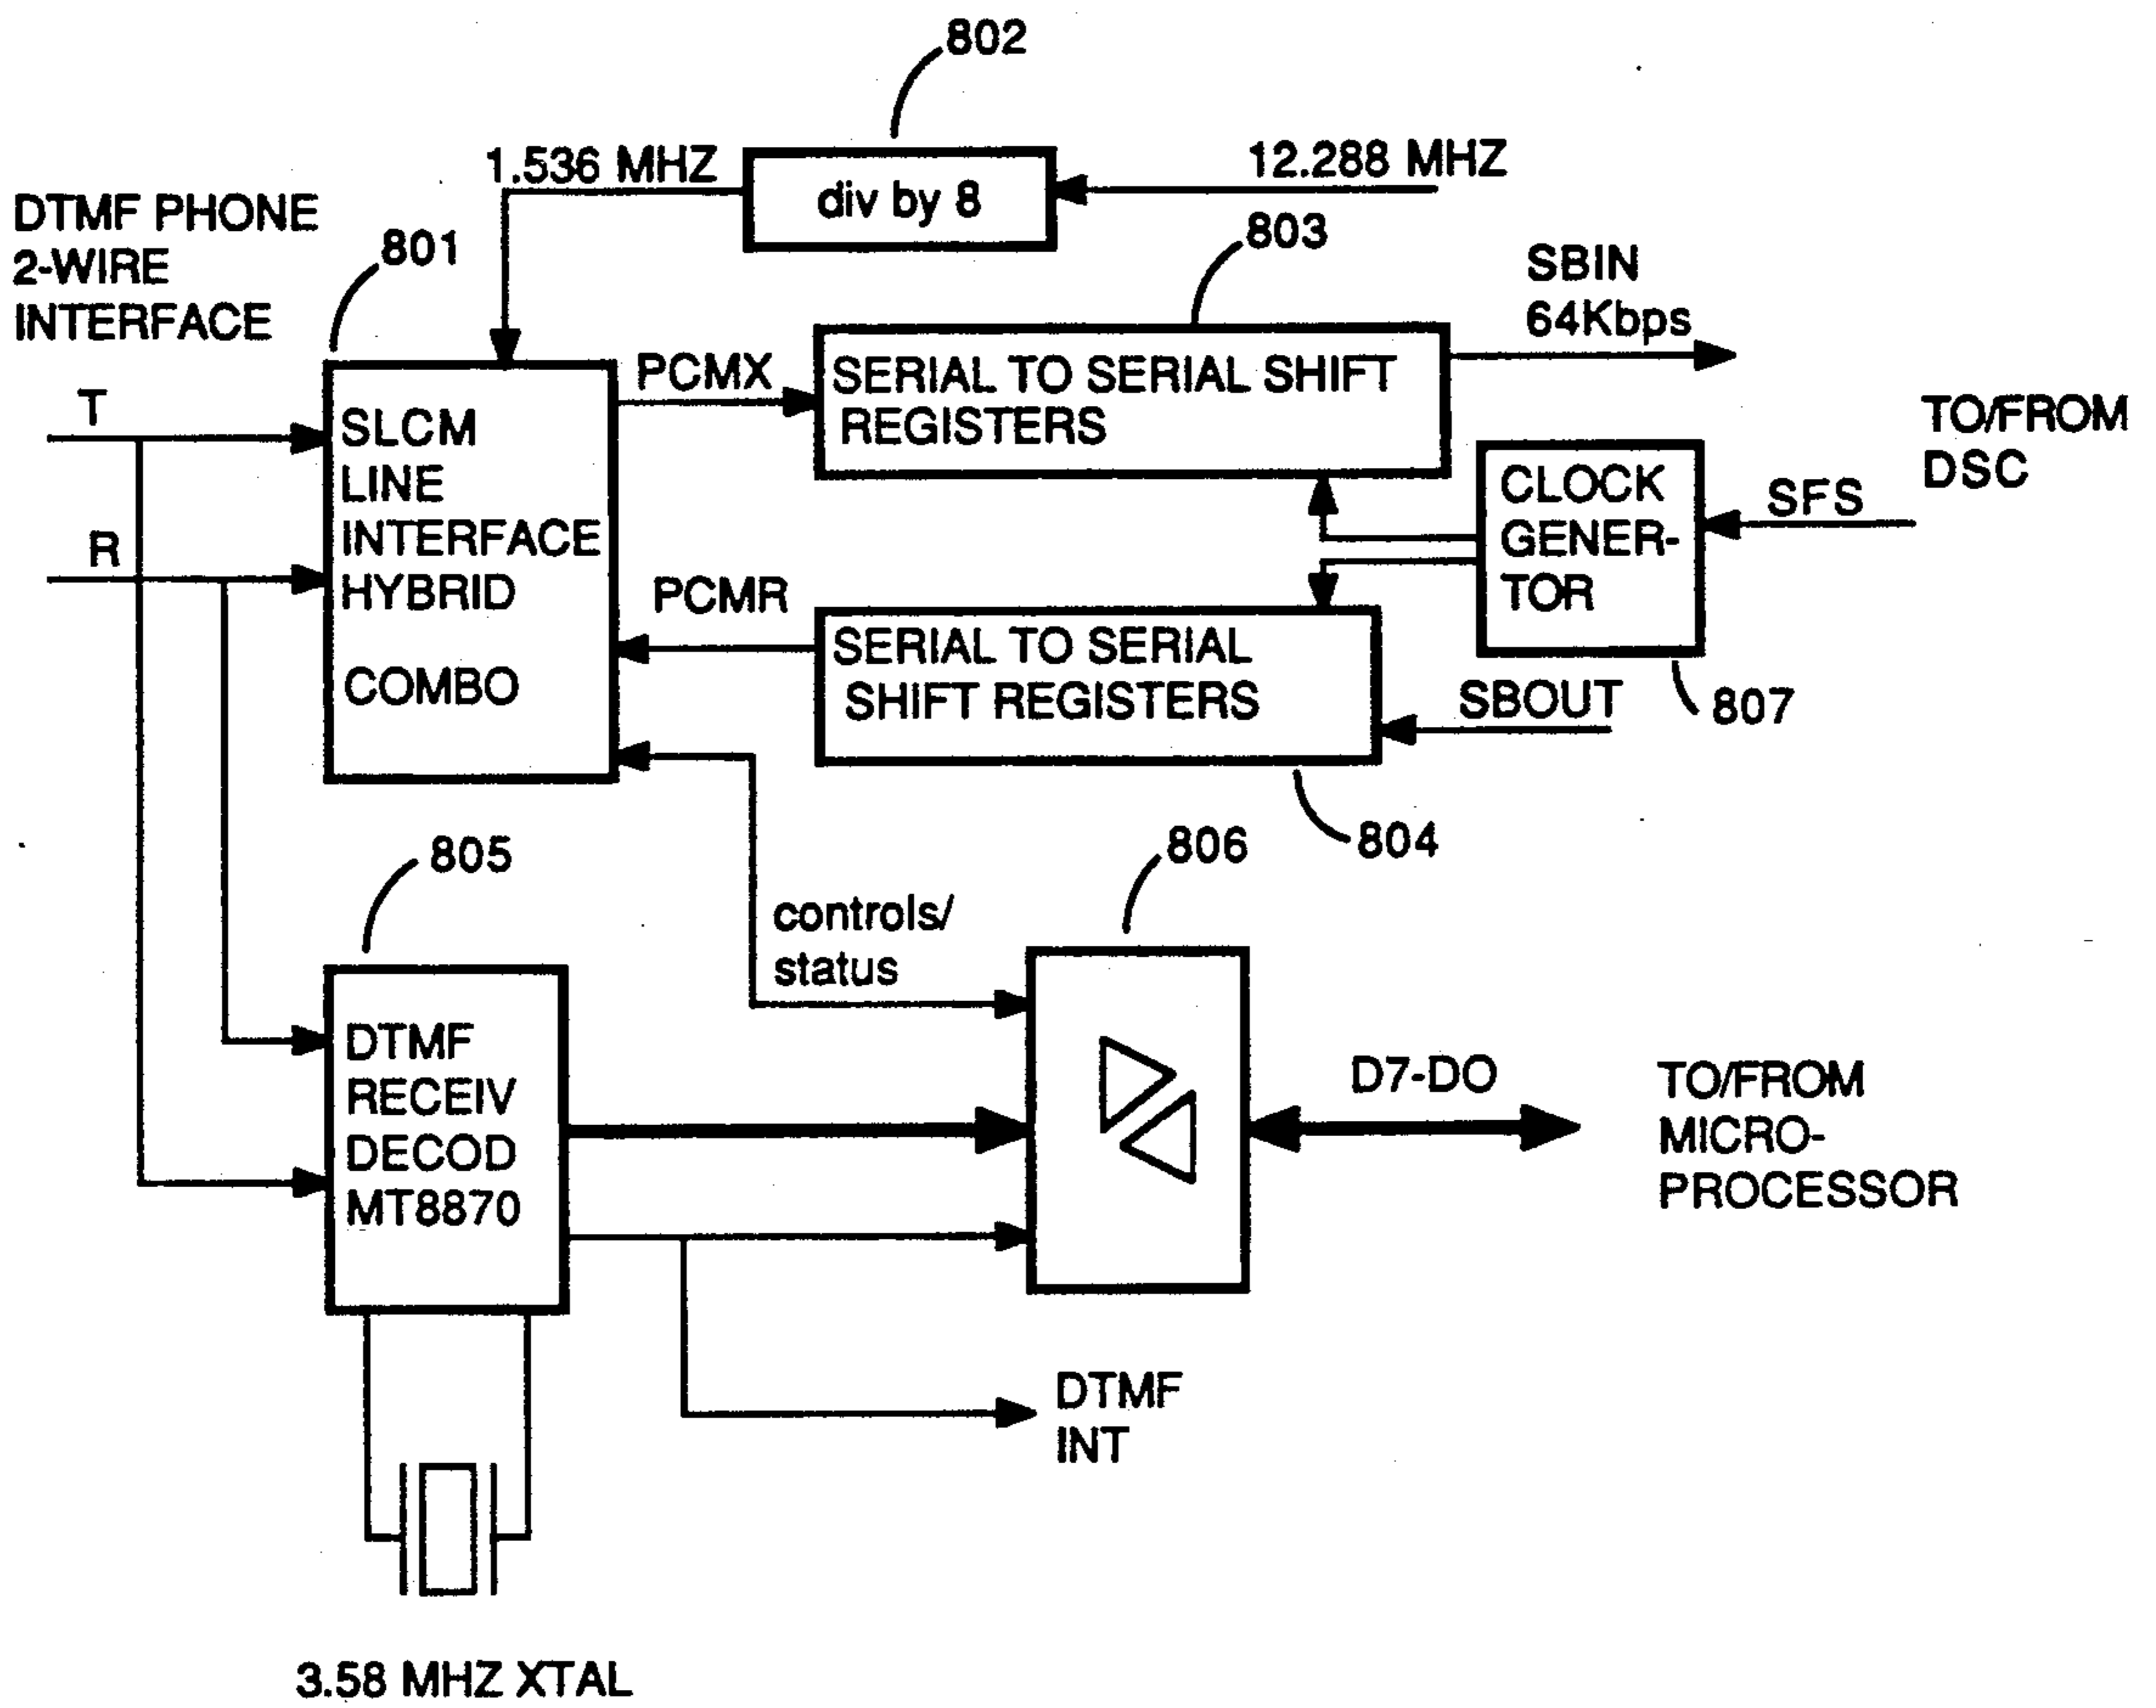 802
1.536 MHZ
12.288 MHZ
div by 8
DTMF PHONE
2-WIRE
INTERFACE
801
803
SBIN
64Kbps
T
R
SLCM
LINE
INTERFACE
HYBRID
COMBO
PCMX
SERIAL TO SERIAL SHIFT
REGISTERS
TO/FROM
DSC
CLOCK
GENER-
TOR
SFS
PCMR
SERIAL TO SERIAL
SHIFT REGISTERS
SBOUT
807
804
805
806
controls/
status
DTMF
RECEIV
DECOD
MT8870
D7-DO
TO/FROM
MICRO-
PROCESSOR
DTMF
INT
3.58 MHZ XTAL